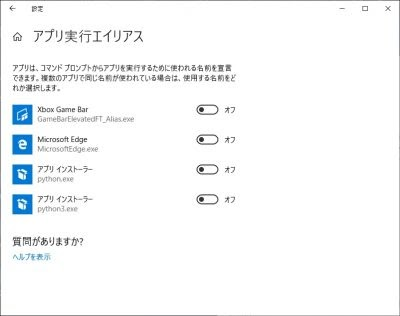 設定
アプリ実行エイリアス
アプリは、コマンド プロンプトからアプリを実行するために使われる名前を宣言
できます。複数のアプリで同じ名前が使われている場合は、使用する名前をど
れか選択します。
Xbox Game Bar
GameBarElevatedFT_Alias.exe
オフ
Microsoft Edge
MicrosoftEdge.exe
オフ
アプリ インストーラー
python.exe
オフ
アプリ インストーラー
python3.exe
オフ
質問がありますか?
ヘルプを表示